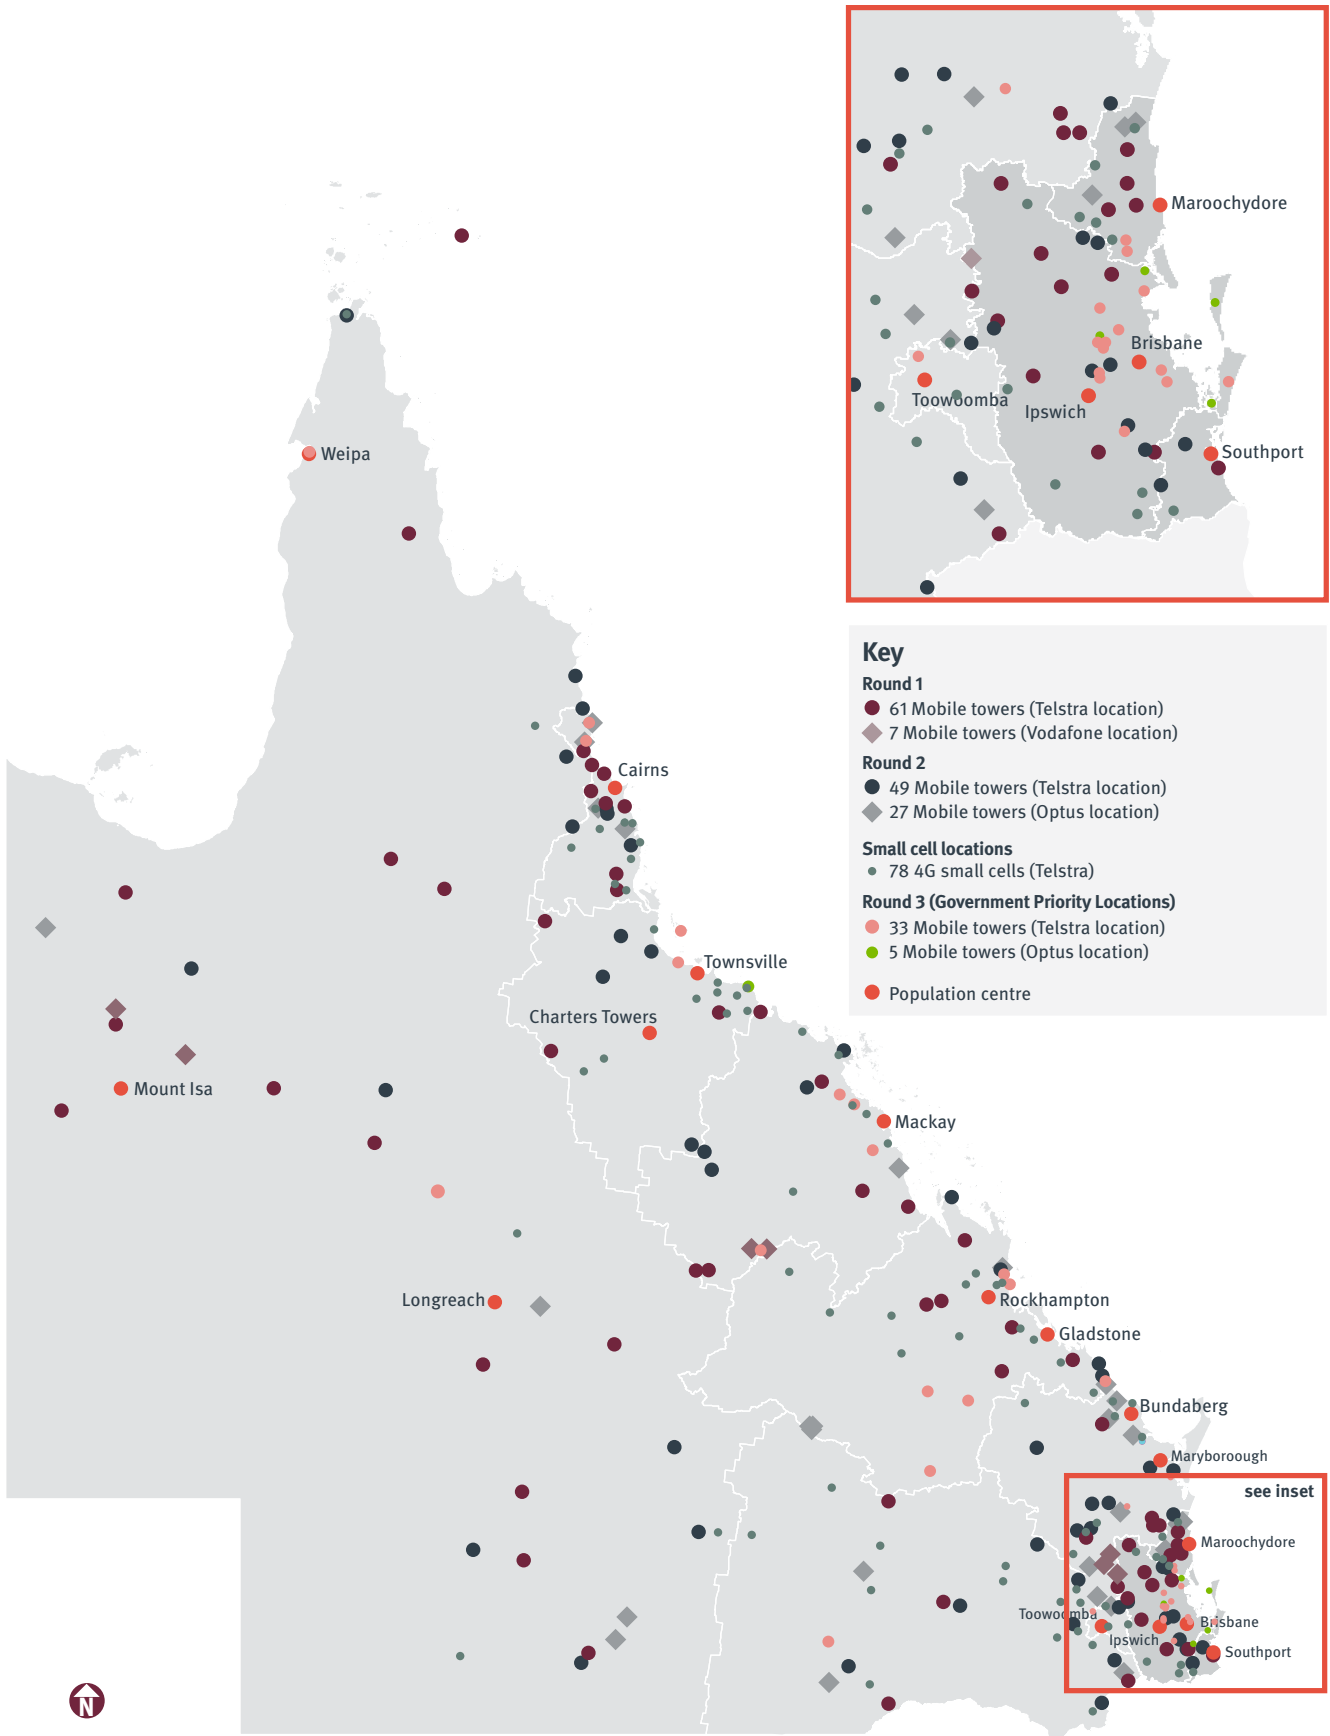 Maroochydore
Brisbane
Toowoomba
Ipswich
Southport
Weipa
Key
Round 1
61 Mobile towers (Telstra location)
7 Mobile towers (Vodafone location)
Round 2
49 Mobile towers (Telstra location)
27 Mobile towers (Optus location)
Small cell locations
78 4G small cells (Telstra)
Round 3 (Government Priority Locations)
33 Mobile towers (Telstra location)
5 Mobile towers (Optus location)
Population centre
Cairns
Townsville
Charters Towers
Mount Isa
Mackay
Longreach
Rockhampton
Gladstone
Bundaberg
Maryboroough
see inset
Maroochydore
Toowoomba
Brisbane
Ipswich
Southport
N